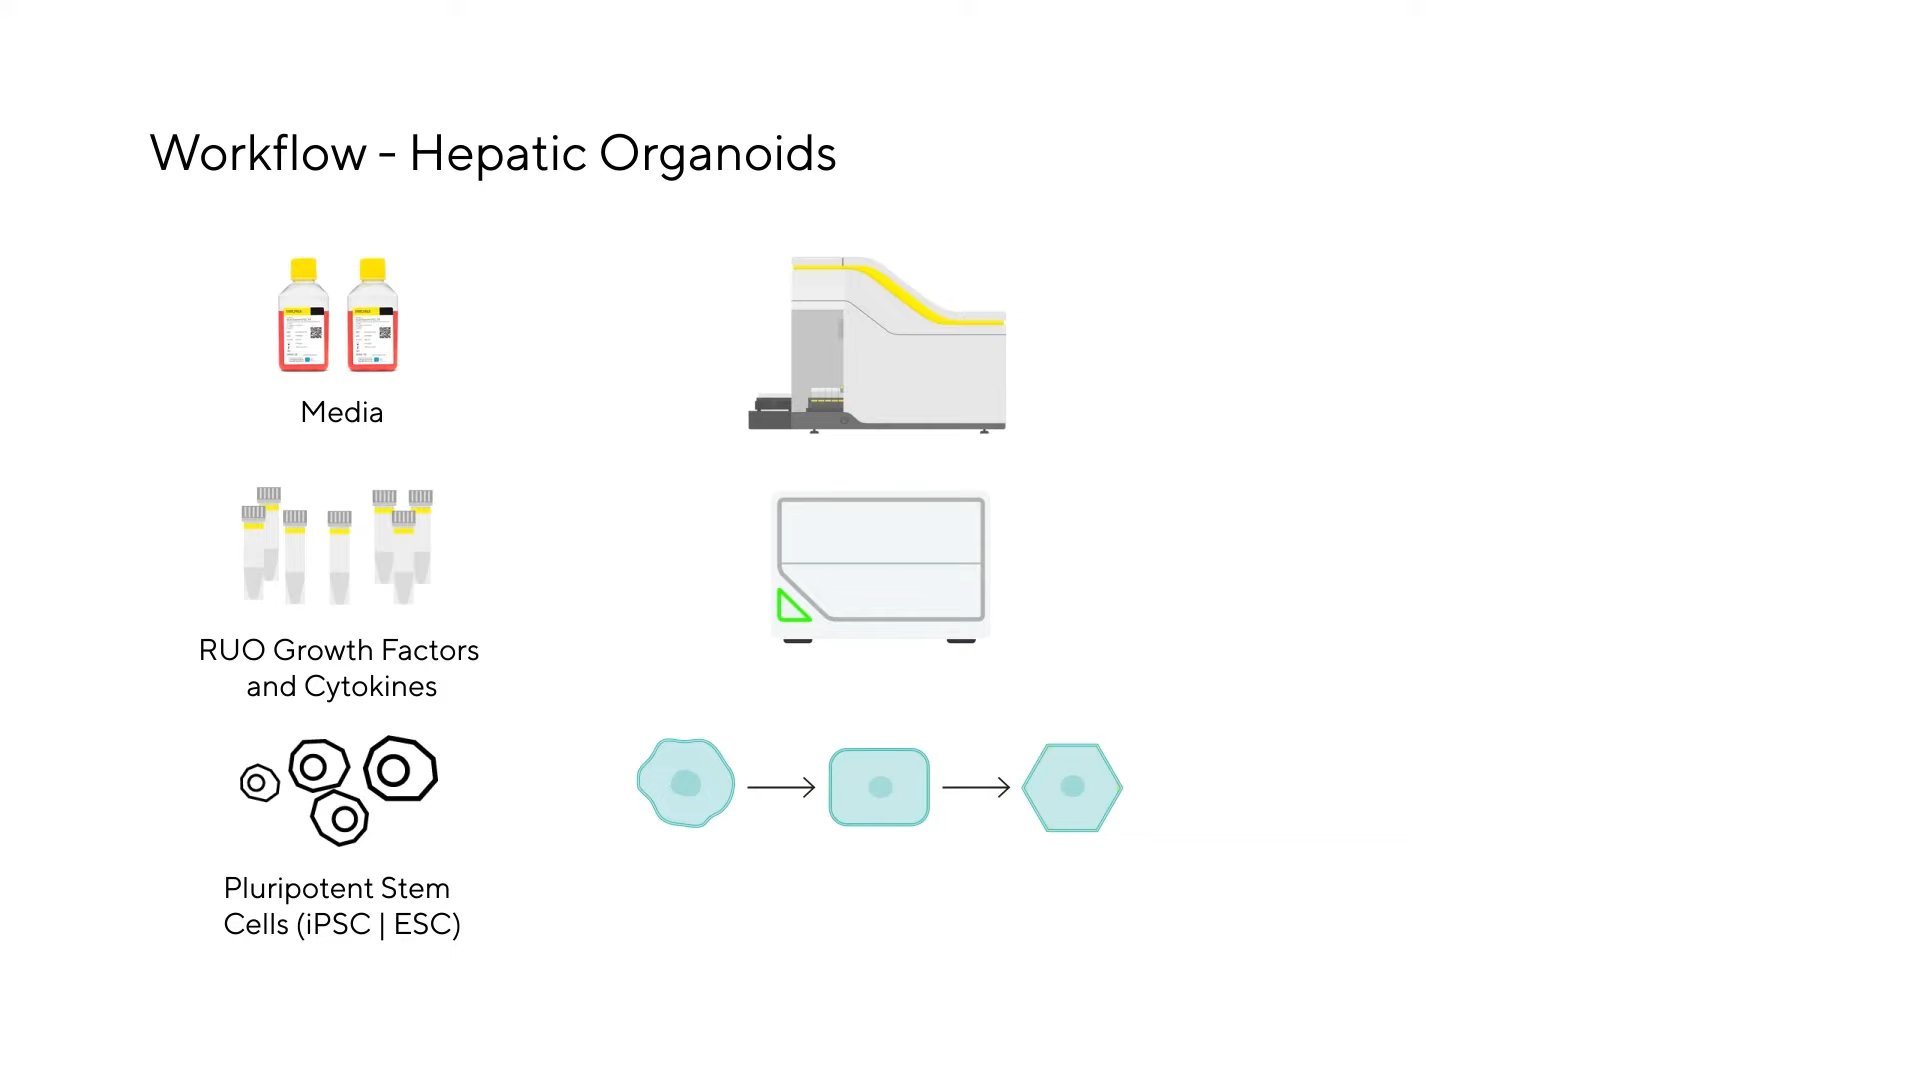 Workflow - Hepatic Organoids
Media
RUO Growth Factors
and Cytokines
Pluripotent Stem
Cells (iPSC | ESC)